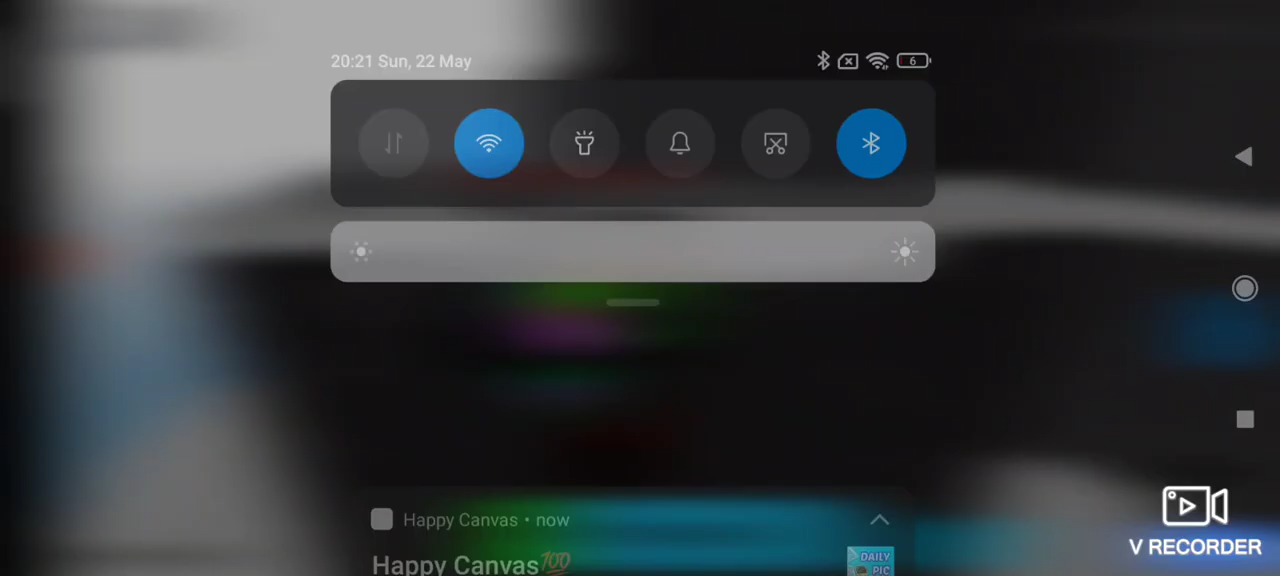 20:21 Sun, 22 May
6
Happy Canvas • now
Happy Canvas💯
DAILY
PIC
V RECORDER